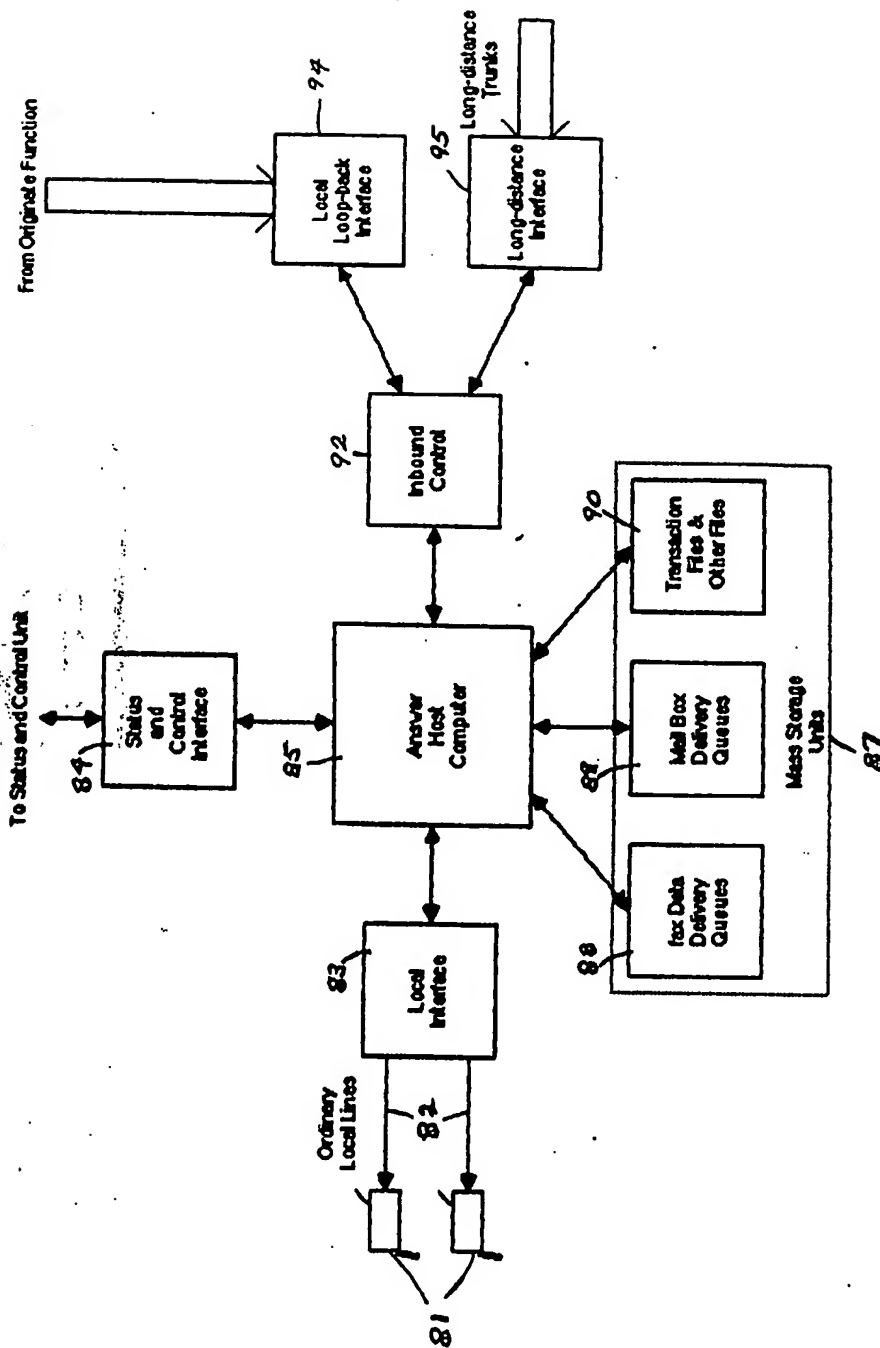 From Originate Function
94
Local
Loop-back
Interface
Long-distance
Trunks
95
Long-distance
Interface
92
Inbound
Control
To Status and Control Unit
84
Status
and
Control
Interface
85
Answer
Host
Computer
83
Local
Interface
Ordinary
Local Lines
82
81
88
fax Data
Delivery
Queues
Mail Box
Delivery
Queues
90
Transaction
Files &
Other Files
Mass Storage
Units
87